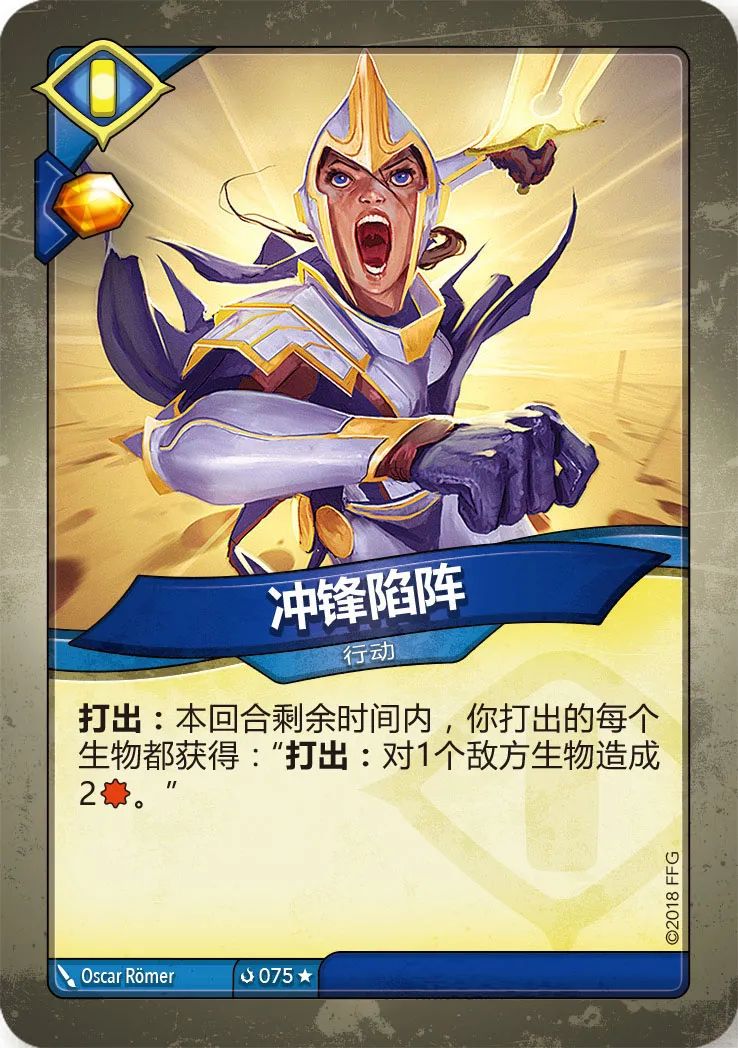 冲锋陷阵
行动
打出：本回合剩余时间内，你打出的每个
生物都获得：“打出：对1个敌方生物造成
2。”
©2018 FFG
Oscar Römer
075